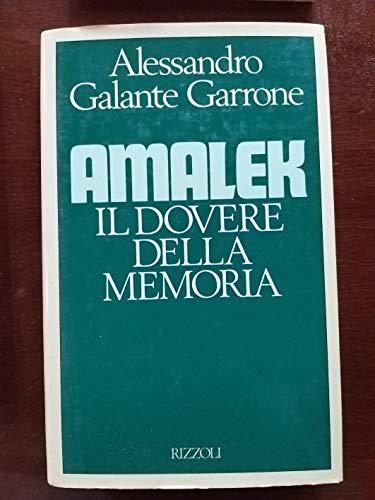 Alessandro
Galante Garrone
AMALEK
IL DOVERE
DELLA
MEMORIA
RIZZOLI